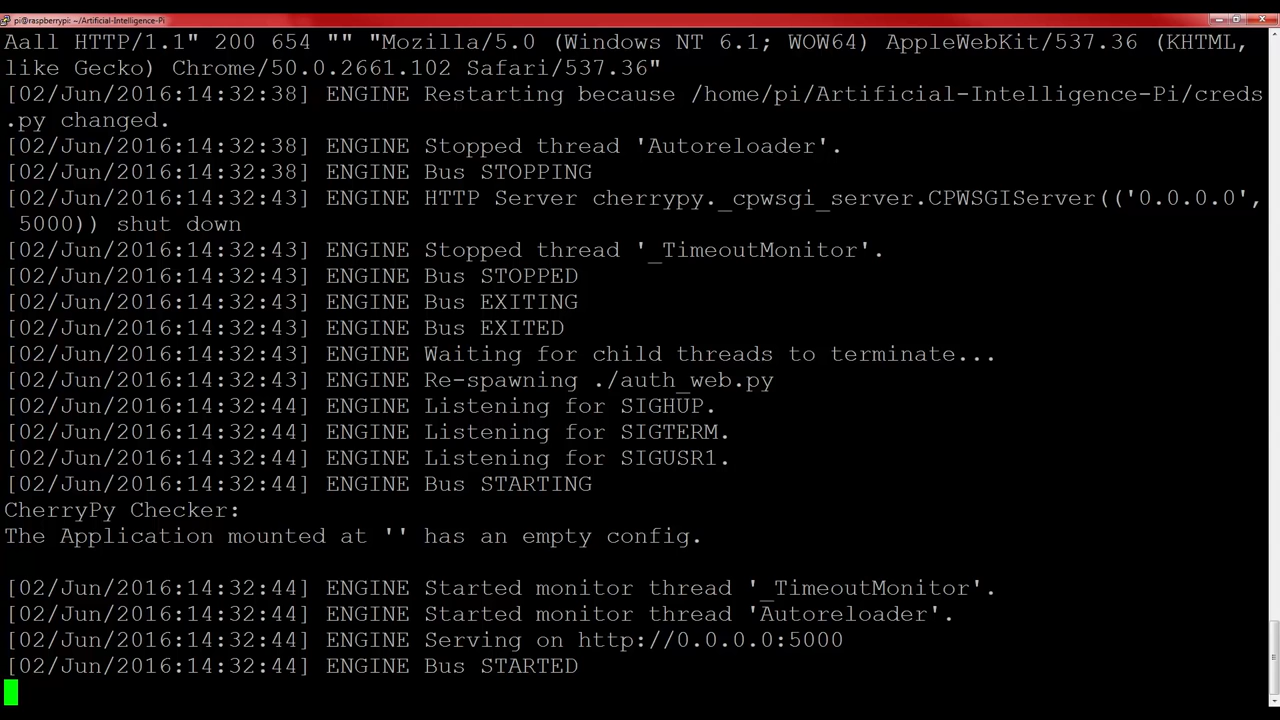 pi@raspberrypi: ~/Artificial-Intelligence-Pi
Aall HTTP/1.1" 200 654 "" "Mozilla/5.0 (Windows NT 6.1; WOW64) AppleWebKit/537.36 (KHTML,
like Gecko) Chrome/50.0.2661.102 Safari/537.36"
[02/Jun/2016:14:32:38] ENGINE Restarting because /home/pi/Artificial-Intelligence-Pi/creds
.py changed.
[02/Jun/2016:14:32:38] ENGINE Stopped thread 'Autoreloader'.
[02/Jun/2016:14:32:38] ENGINE Bus STOPPING
[02/Jun/2016:14:32:43] ENGINE HTTP Server cherrypy._cpwsgi_server.CPWSGIServer(('0.0.0.0',
5000)) shut down
[02/Jun/2016:14:32:43] ENGINE Stopped thread '_TimeoutMonitor'.
[02/Jun/2016:14:32:43] ENGINE Bus STOPPED
[02/Jun/2016:14:32:43] ENGINE Bus EXITING
[02/Jun/2016:14:32:43] ENGINE Bus EXITED
[02/Jun/2016:14:32:43] ENGINE Waiting for child threads to terminate...
[02/Jun/2016:14:32:43] ENGINE Re-spawning ./auth_web.py
[02/Jun/2016:14:32:44] ENGINE Listening for SIGHUP.
[02/Jun/2016:14:32:44] ENGINE Listening for SIGTERM.
[02/Jun/2016:14:32:44] ENGINE Listening for SIGUSR1.
[02/Jun/2016:14:32:44] ENGINE Bus STARTING
CherryPy Checker:
The Application mounted at '' has an empty config.
[02/Jun/2016:14:32:44] ENGINE Started monitor thread '_TimeoutMonitor'.
[02/Jun/2016:14:32:44] ENGINE Started monitor thread 'Autoreloader'.
[02/Jun/2016:14:32:44] ENGINE Serving on http://0.0.0.0:5000
[02/Jun/2016:14:32:44] ENGINE Bus STARTED